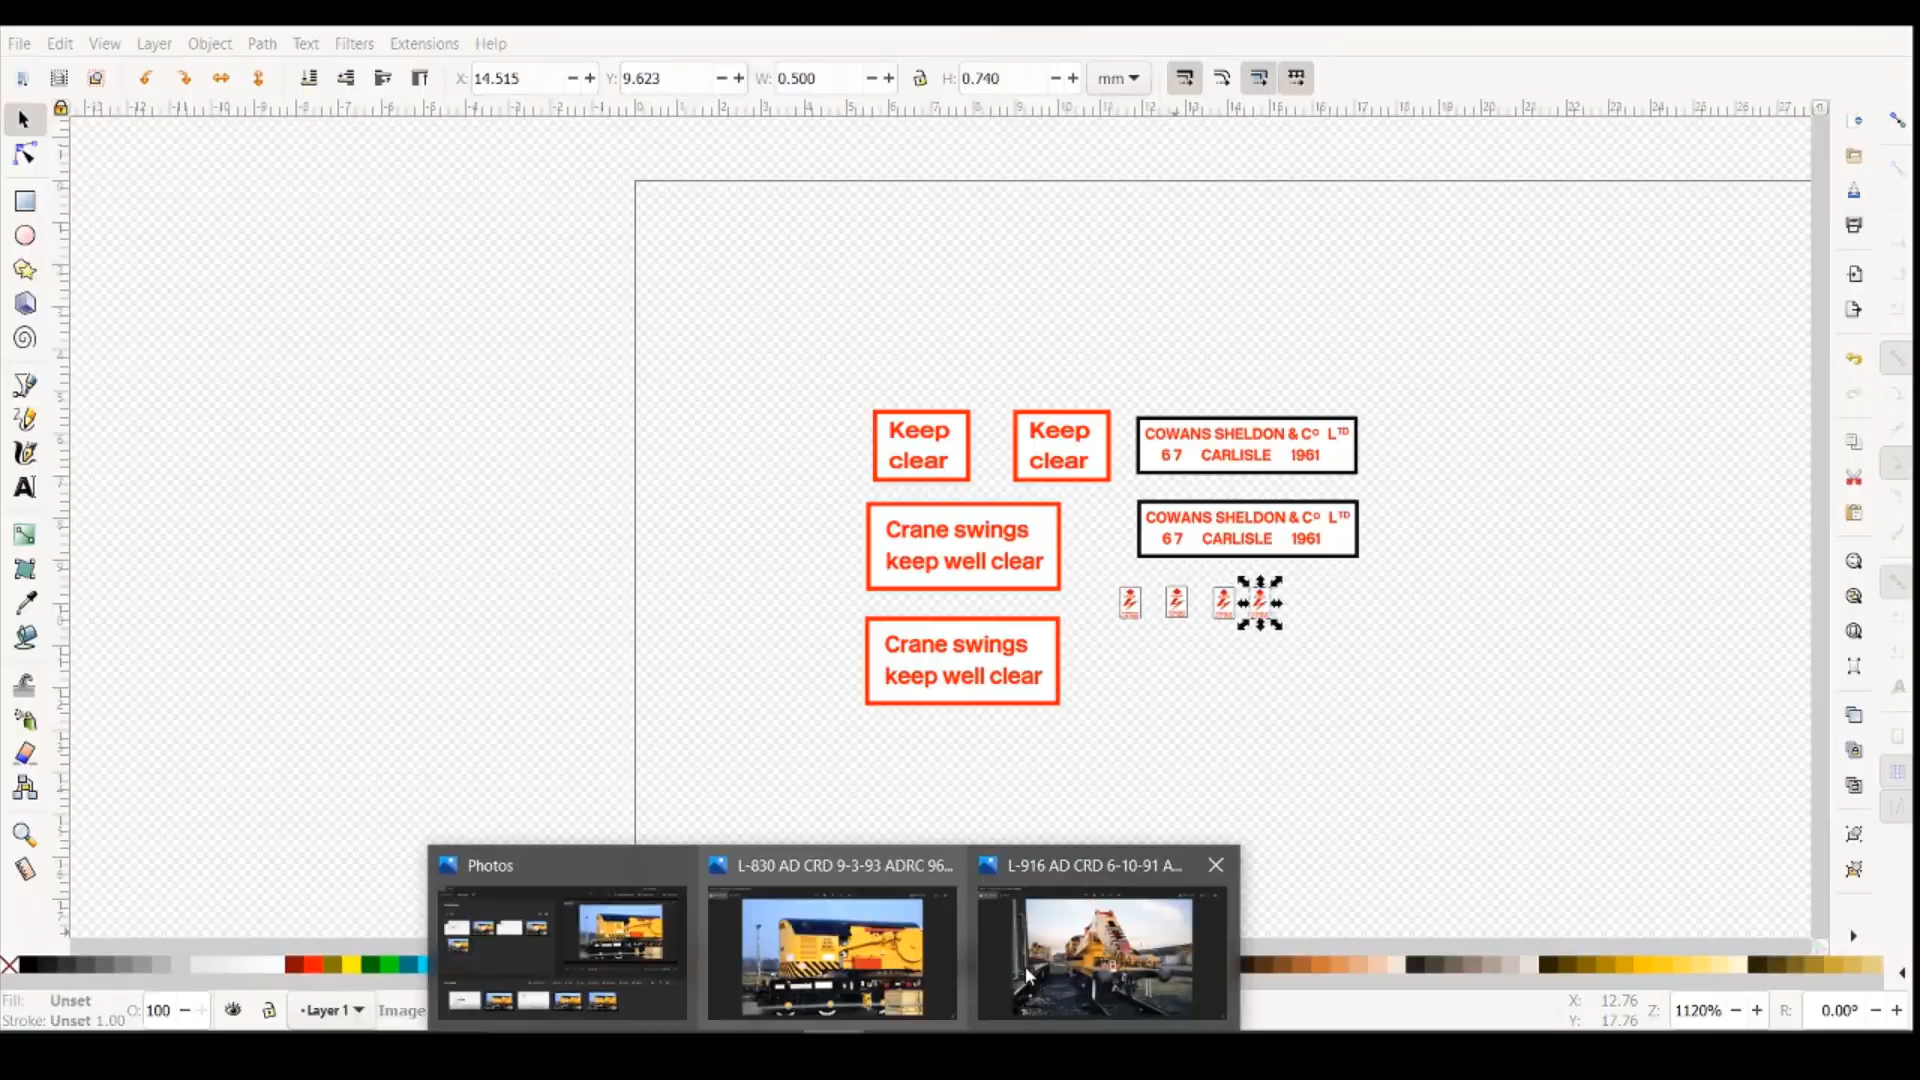 File Edit View Layer Object Path Text Filters Extensions Help
X: 14.515 Y: 9.623 W: 0.500 H: 0.740 mm
Keep
clear
Keep
clear
COWANS SHELDON & Cº LTD
67 CARLISLE 1961
Crane swings
keep well clear
COWANS SHELDON & Cº LTD
67 CARLISLE 1961
Crane swings
keep well clear
Photos
L-830 AD CRD 9-3-93 ADRC 96...
L-916 AD CRD 6-10-91 A...
Fill: Unset
Stroke: Unset 1.00
O: 100
Layer 1
Image
X: 12.76
Y: 17.76
Z: 1120%
R: 0.00°